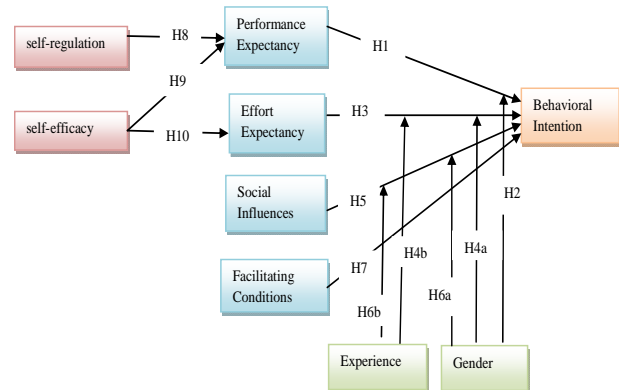 self-regulation
H8
Performance
Expectancy
H1
H9
self-efficacy
H10
Effort
Expectancy
H3
Behavioral
Intention
Social
Influences
H5
H2
H4b
H4a
Facilitating
Conditions
H7
H6b
H6a
Experience
Gender